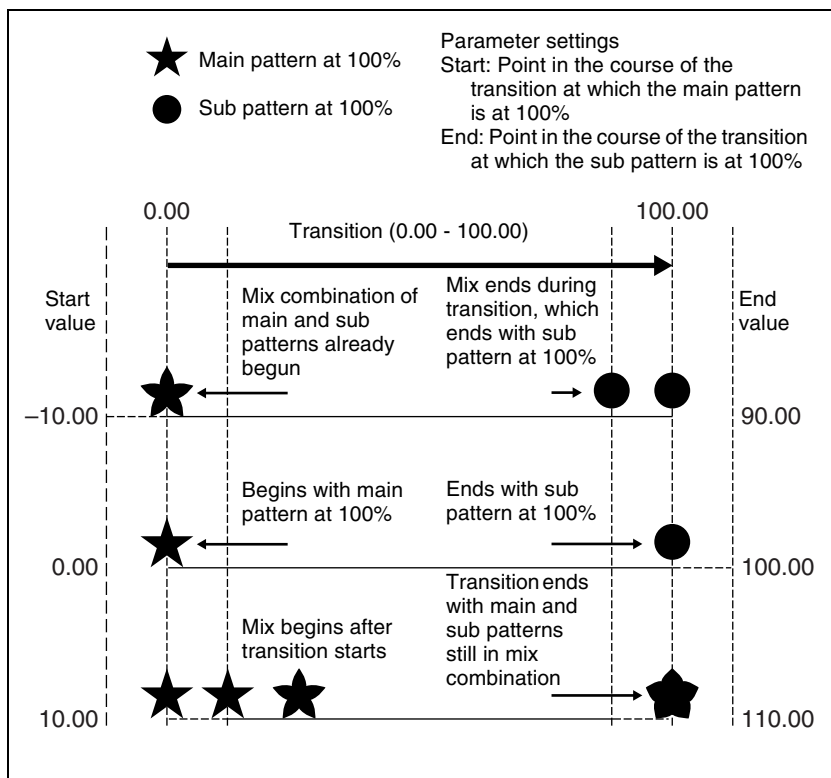 Main pattern at 100%
Sub pattern at 100%
Parameter settings
Start: Point in the course of the
transition at which the main pattern
is at 100%
End: Point in the course of the transition
at which the sub pattern is at 100%
0.00
100.00
Transition (0.00 - 100.00)
Start
value
End
value
Mix combination of
main and sub
patterns already
begun
Mix ends during
transition, which
ends with sub
pattern at 100%
–10.00
90.00
Begins with main
pattern at 100%
Ends with sub
pattern at 100%
0.00
100.00
Mix begins after
transition starts
Transition ends
with main and
sub patterns
still in mix
combination
10.00
110.00